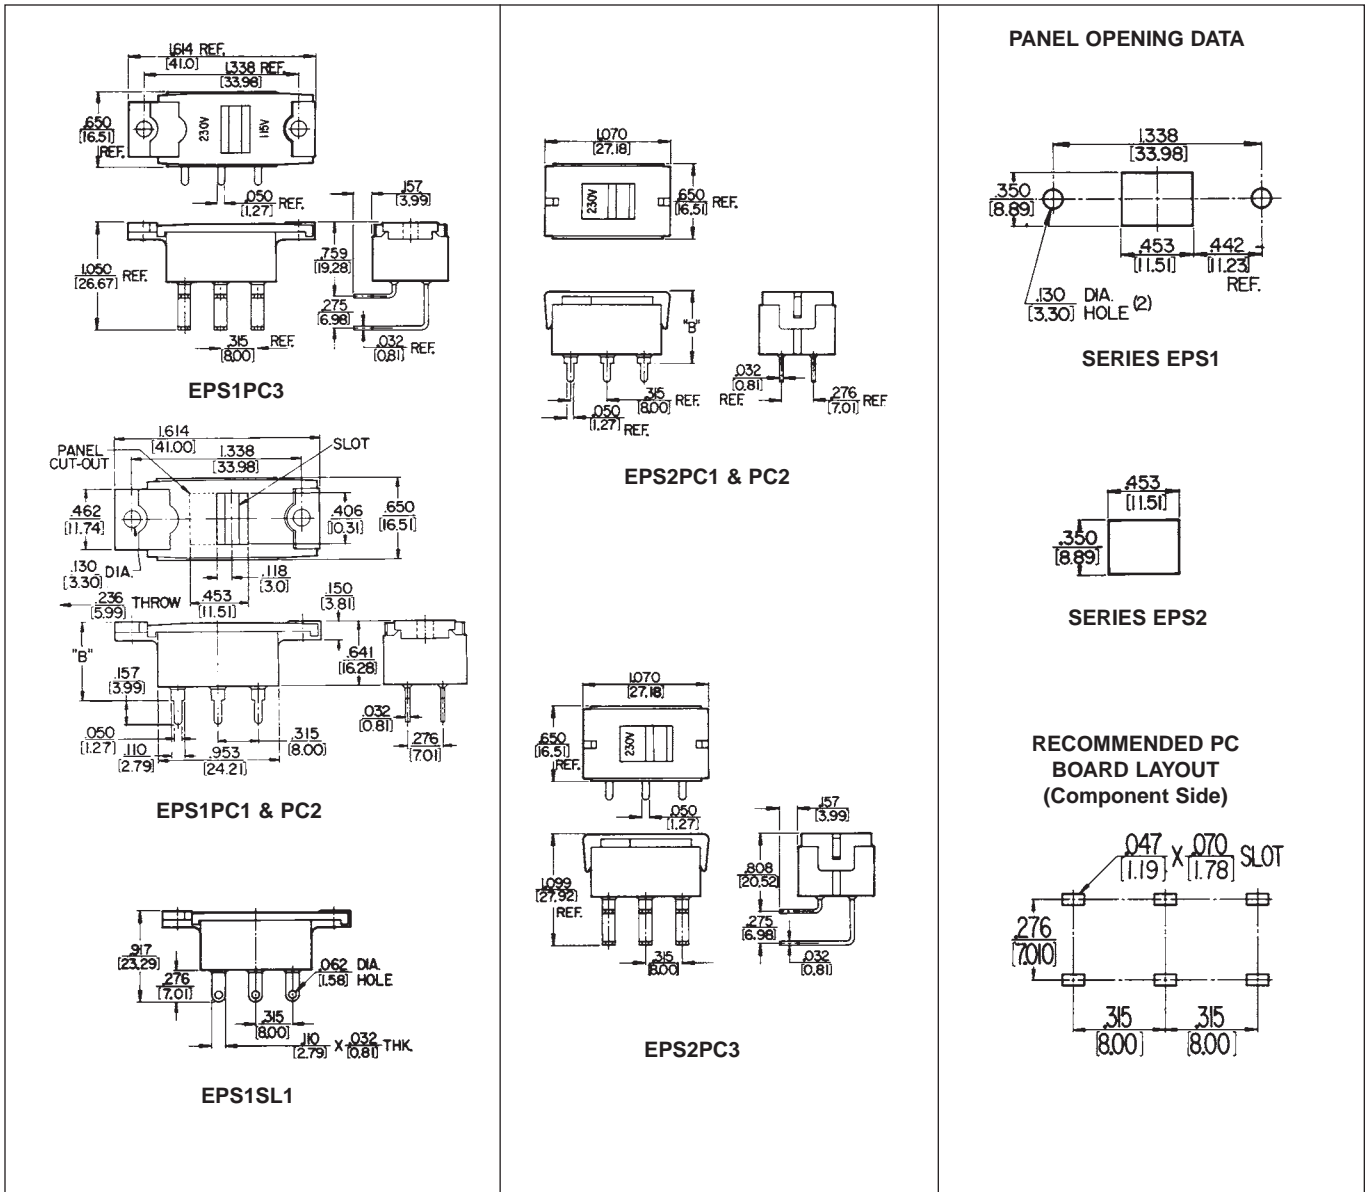 1.614 REF.
[41.0]
1.338 REF.
[33.98]
.650
[16.51]
REF.
230V
115V
.050 REF.
[1.27]
.157
[3.99]
1.050 REF.
[26.67]
.759
[19.28]
.275
[6.98]
.315 REF.
[8.00]
.032 REF.
[0.81]
EPS1PC3
1.614
[41.00]
SLOT
PANEL
CUT-OUT
1.338
[33.98]
.462
[11.74]
.406
[10.31]
.650
[16.51]
.130 DIA.
[3.30]
.118
[3.0]
.236 THROW
[5.99]
.453
[11.51]
.150
[3.81]
"B"
.157
[3.99]
.641
[16.28]
.050
[1.27]
.110
[2.79]
.953
[24.21]
.315
[8.00]
.032
[0.81]
.276
[7.01]
EPS1PC1 & PC2
.917
[23.29]
.276
[7.01]
.062 DIA.
[1.58] HOLE
.315
[8.00]
.110 X .032 THK.
[2.79] [0.81]
EPS1SL1
1.070
[27.18]
230V
.650 REF.
[16.51]
"B"
.315 REF.
[8.00]
.050
[1.27] REF.
.032
[0.81]
REF.
.276 REF.
[7.01]
EPS2PC1 & PC2
1.070
[27.18]
.650
[16.51]
REF.
230V
.050
[1.27]
.157
[3.99]
1.099
[27.92]
REF.
.808
[20.52]
.275
[6.98]
.315
[8.00]
.032
[0.81]
EPS2PC3
PANEL OPENING DATA
1.338
[33.98]
.350
[8.89]
.453
[11.51]
.442
[11.23]
REF.
.130 DIA. (2)
[3.30] HOLE
SERIES EPS1
.453
[11.51]
.350
[8.89]
SERIES EPS2
RECOMMENDED PC
BOARD LAYOUT
(Component Side)
.047 X .070 SLOT
[1.19] [1.78]
.276
[7.010]
.315
[8.00]
.315
[8.00]